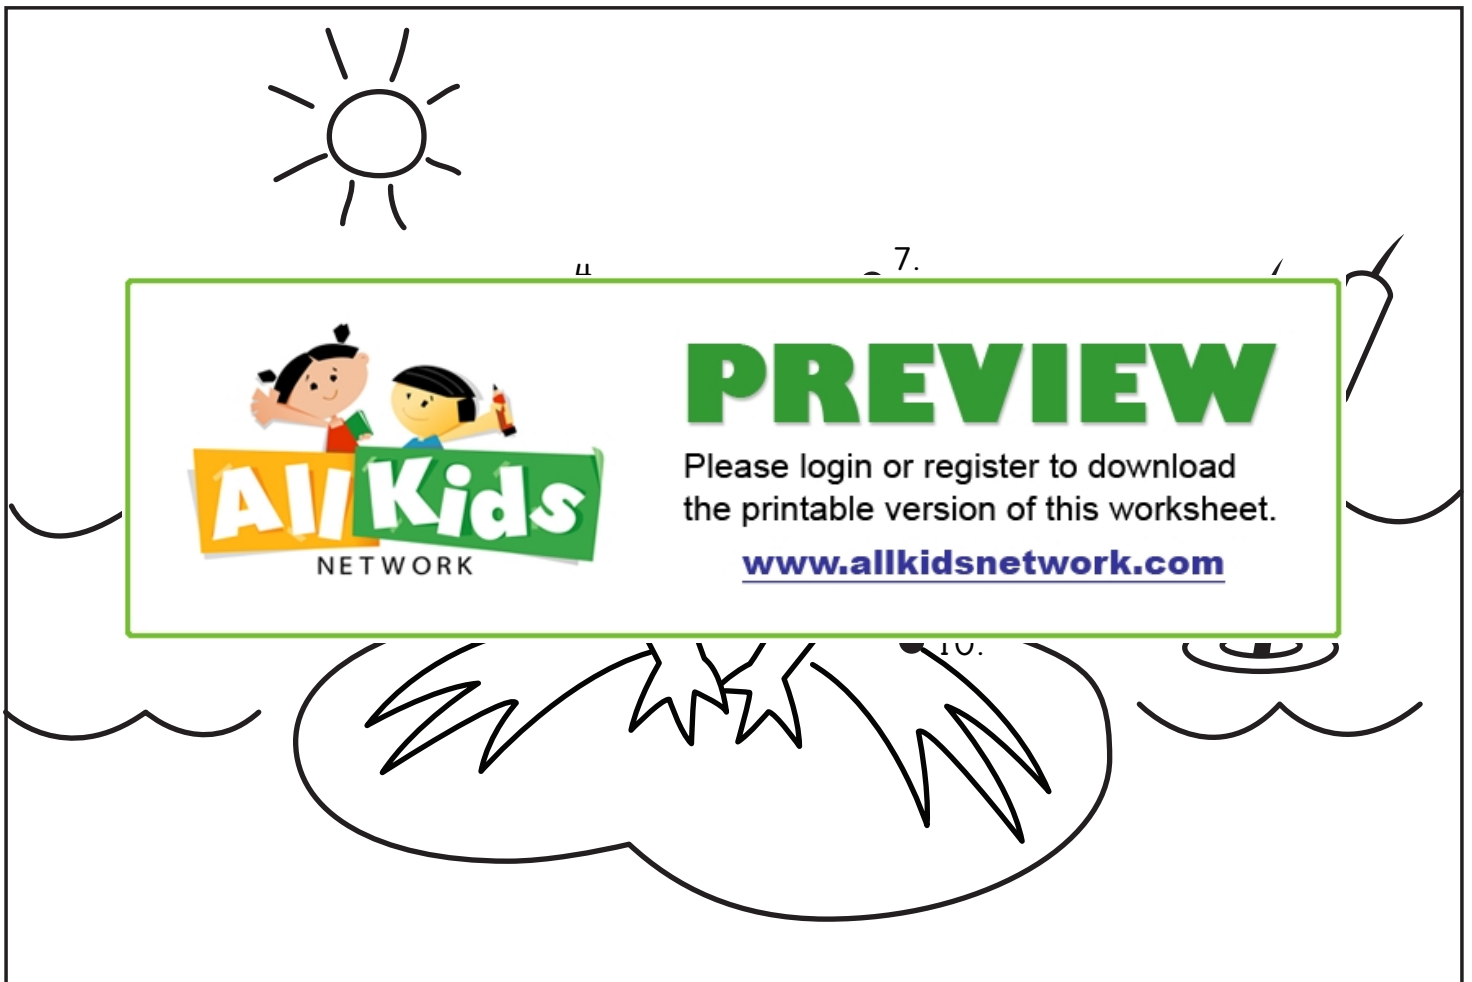 4
7.
PREVIEW
Please login or register to download
the printable version of this worksheet.
www.allkidsnetwork.com
All Kids
NETWORK
10.